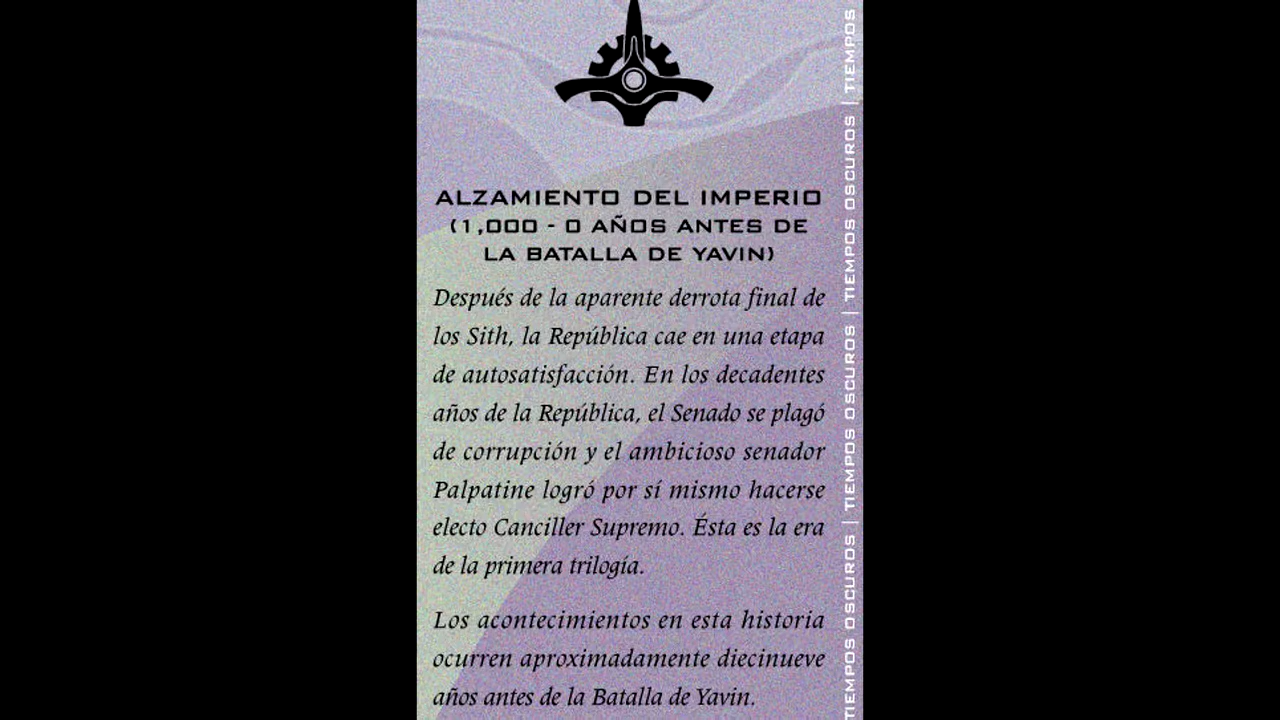 ALZAMIENTO DEL IMPERIO
(1,000 - 0 AÑOS ANTES DE
LA BATALLA DE YAVIN)
Después de la aparente derrota final de
los Sith, la República cae en una etapa
de autosatisfacción. En los decadentes
años de la República, el Senado se plagó
de corrupción y el ambicioso senador
Palpatine logró por sí mismo hacerse
electo Canciller Supremo. Ésta es la era
de la primera trilogía.
Los acontecimientos en esta historia
ocurren aproximadamente diecinueve
años antes de la Batalla de Yavin.
TIEMPOS OSCUROS | TIEMPOS OSCUROS | TIEMPOS OSCUROS | TIEMPOS